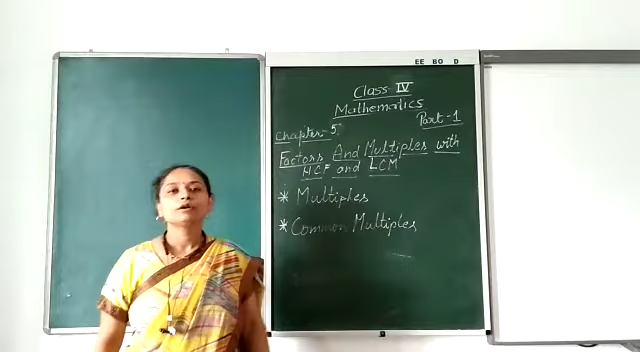 EE BO D
Class-IV
Mathematics
Part-1
Chapter-5.
Factors And Multiples with
HCF and LCM
* Multiples
* Common Multiples